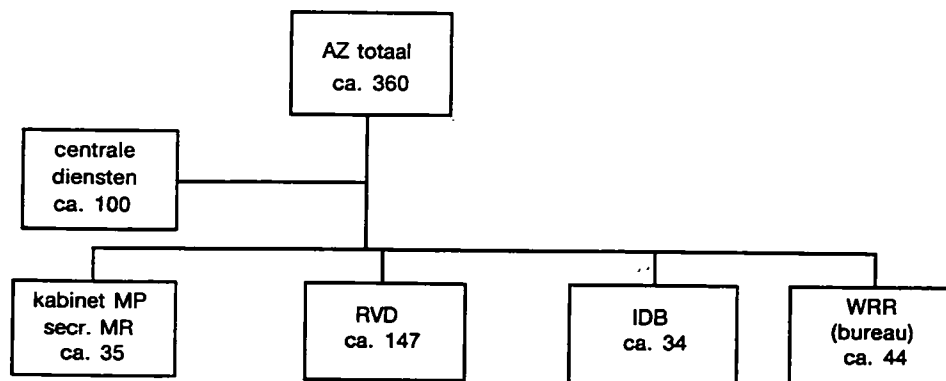 AZ totaal
ca. 360
centrale
diensten
ca. 100
kabinet MP
secr. MR
ca. 35
RVD
ca. 147
IDB
ca. 34
WRR
(bureau)
ca. 44